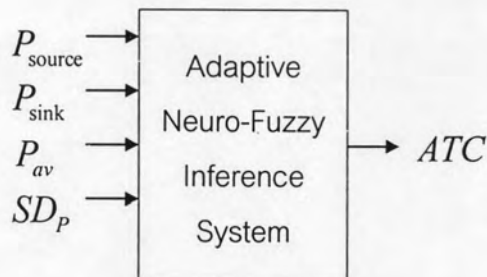 P_source
P_sink
P_av
SD_P
Adaptive
Neuro-Fuzzy
Inference
System
ATC